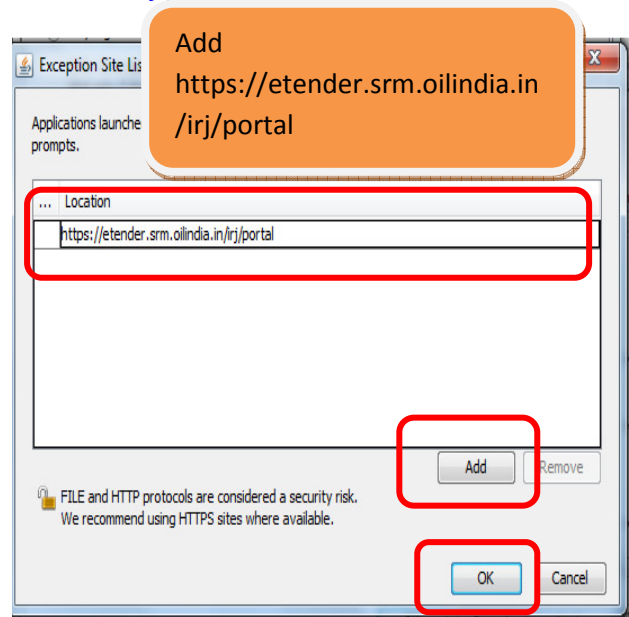 Add
https://etender.srm.oilindia.in
/irj/portal
Exception Site Lis
X
Applications launche
prompts.
... Location
https://etender.srm.oilindia.in/irj/portal
Add Remove
FILE and HTTP protocols are considered a security risk.
We recommend using HTTPS sites where available.
OK Cancel